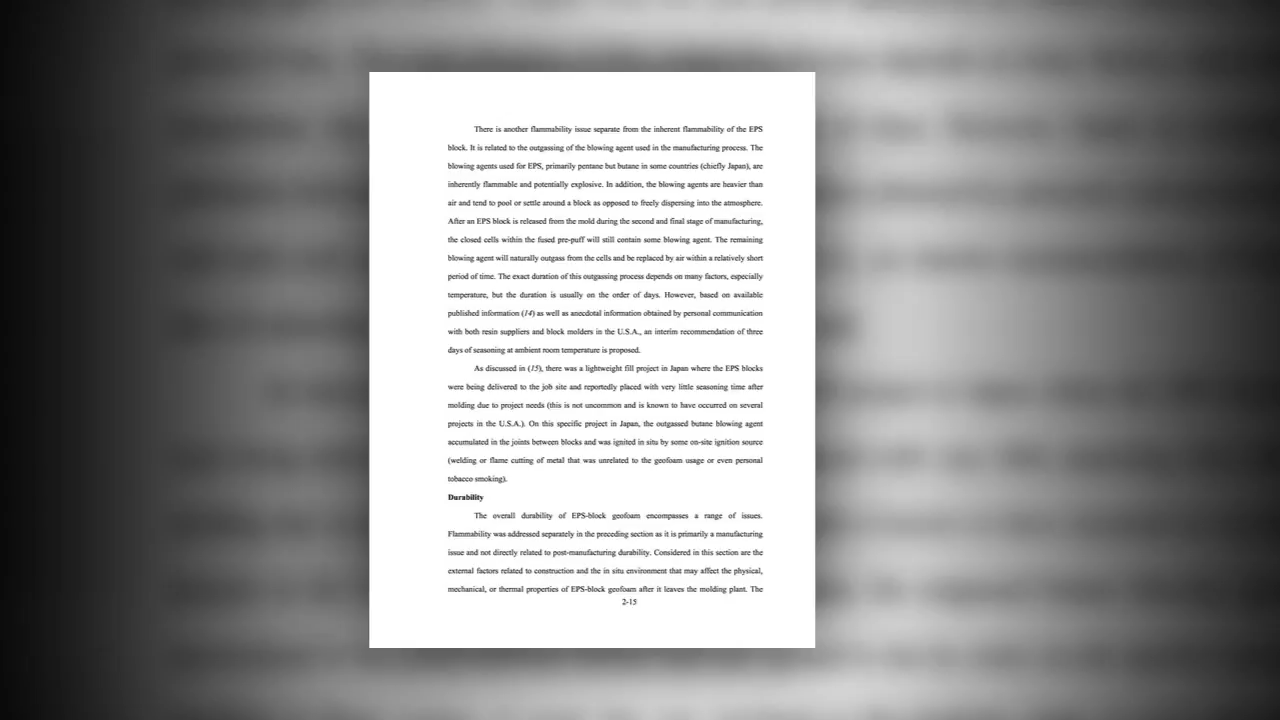 There is another flammability issue separate from the inherent flammability of the EPS
block. It is related to the outgassing of the blowing agent used in the manufacturing process. The
blowing agents used for EPS, primarily pentane but butane in some countries (chiefly Japan), are
inherently flammable and potentially explosive. In addition, the blowing agents are heavier than
air and tend to pool or settle around a block as opposed to freely dispersing into the atmosphere.
After an EPS block is released from the mold during the second and final stage of manufacturing,
the closed cells within the fused pre-puff will still contain some blowing agent. The remaining
blowing agent will naturally outgass from the cells and be replaced by air within a relatively short
period of time. The exact duration of this outgassing process depends on many factors, especially
temperature, but the duration is usually on the order of days. However, based on available
published information (14) as well as anecdotal information obtained by personal communication
with both resin suppliers and block molders in the U.S.A., an interim recommendation of three
days of seasoning at ambient room temperature is proposed.
As discussed in (15), there was a lightweight fill project in Japan where the EPS blocks
were being delivered to the job site and reportedly placed with very little seasoning time after
molding due to project needs (this is not uncommon and is known to have occurred on several
projects in the U.S.A.). On this specific project in Japan, the outgassed butane blowing agent
accumulated in the joints between blocks and was ignited in situ by some on-site ignition source
(welding or flame cutting of metal that was unrelated to the geofoam usage or even personal
tobacco smoking).
Durability
The overall durability of EPS-block geofoam encompasses a range of issues.
Flammability was addressed separately in the preceding section as it is primarily a manufacturing
issue and not directly related to post-manufacturing durability. Considered in this section are the
external factors related to construction and the in situ environment that may affect the physical,
mechanical, or thermal properties of EPS-block geofoam after it leaves the molding plant. The
2-15